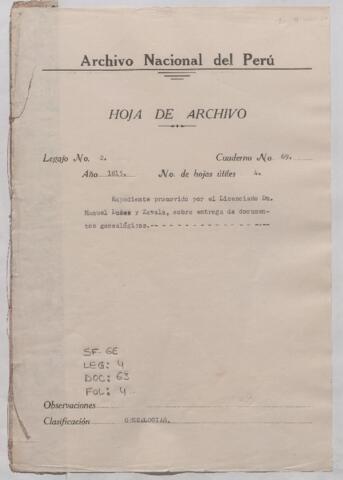 Archivo Nacional del Perú
HOJA DE ARCHIVO
Legajo No. 2. Cuaderno No 69.
Año 1815. No. de hojas útiles 4.
Expediente promovido por el Licenciado Dn.
Manuel y Zavala, sobre entrega de documen-
tos genealógicos.
SF-GE
LEG: 4
DOC: 63
FOL: 4
Observaciones
Clasificación GENEALOGIAS.